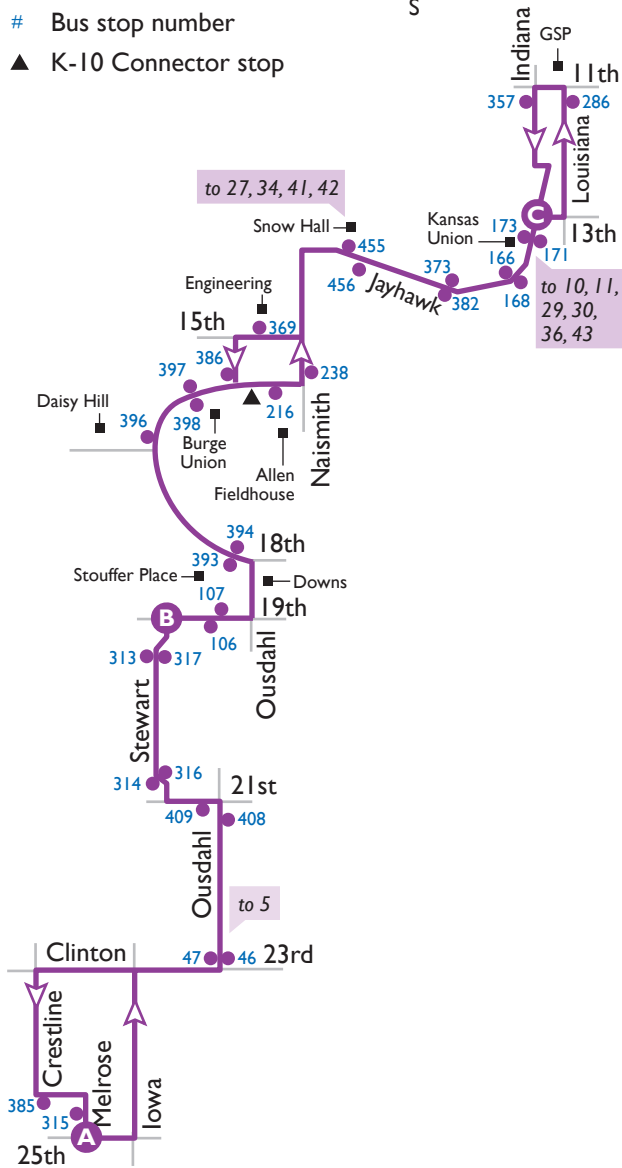 S
# Bus stop number
▲ K-10 Connector stop
Indiana
GSP
11th
357
286
Louisiana
to 27, 34, 41, 42
Snow Hall
455
456
Jayhawk
373
382
Kansas
Union
C
173
171
13th
166
168
to 10, 11,
29, 30,
36, 43
Engineering
15th
369
386
238
397
398
216
Naismith
Daisy Hill
396
Burge
Union
Allen
Fieldhouse
394
18th
393
Stouffer Place
Downs
107
19th
B
106
Ousdahl
313
317
Stewart
316
314
21st
409
408
Ousdahl
to 5
Clinton
47
46
23rd
Crestline
Melrose
Iowa
385
315
A
25th